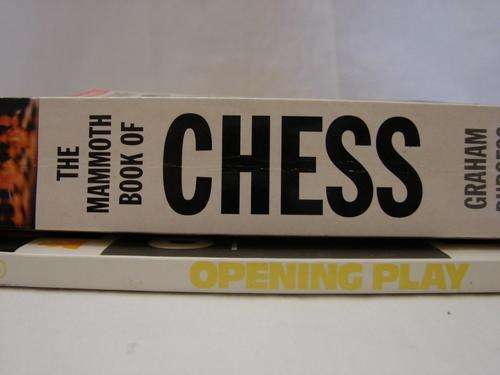 THE
MAMMOTH
BOOK OF
CHESS
GRAHAM
OPENING PLAY